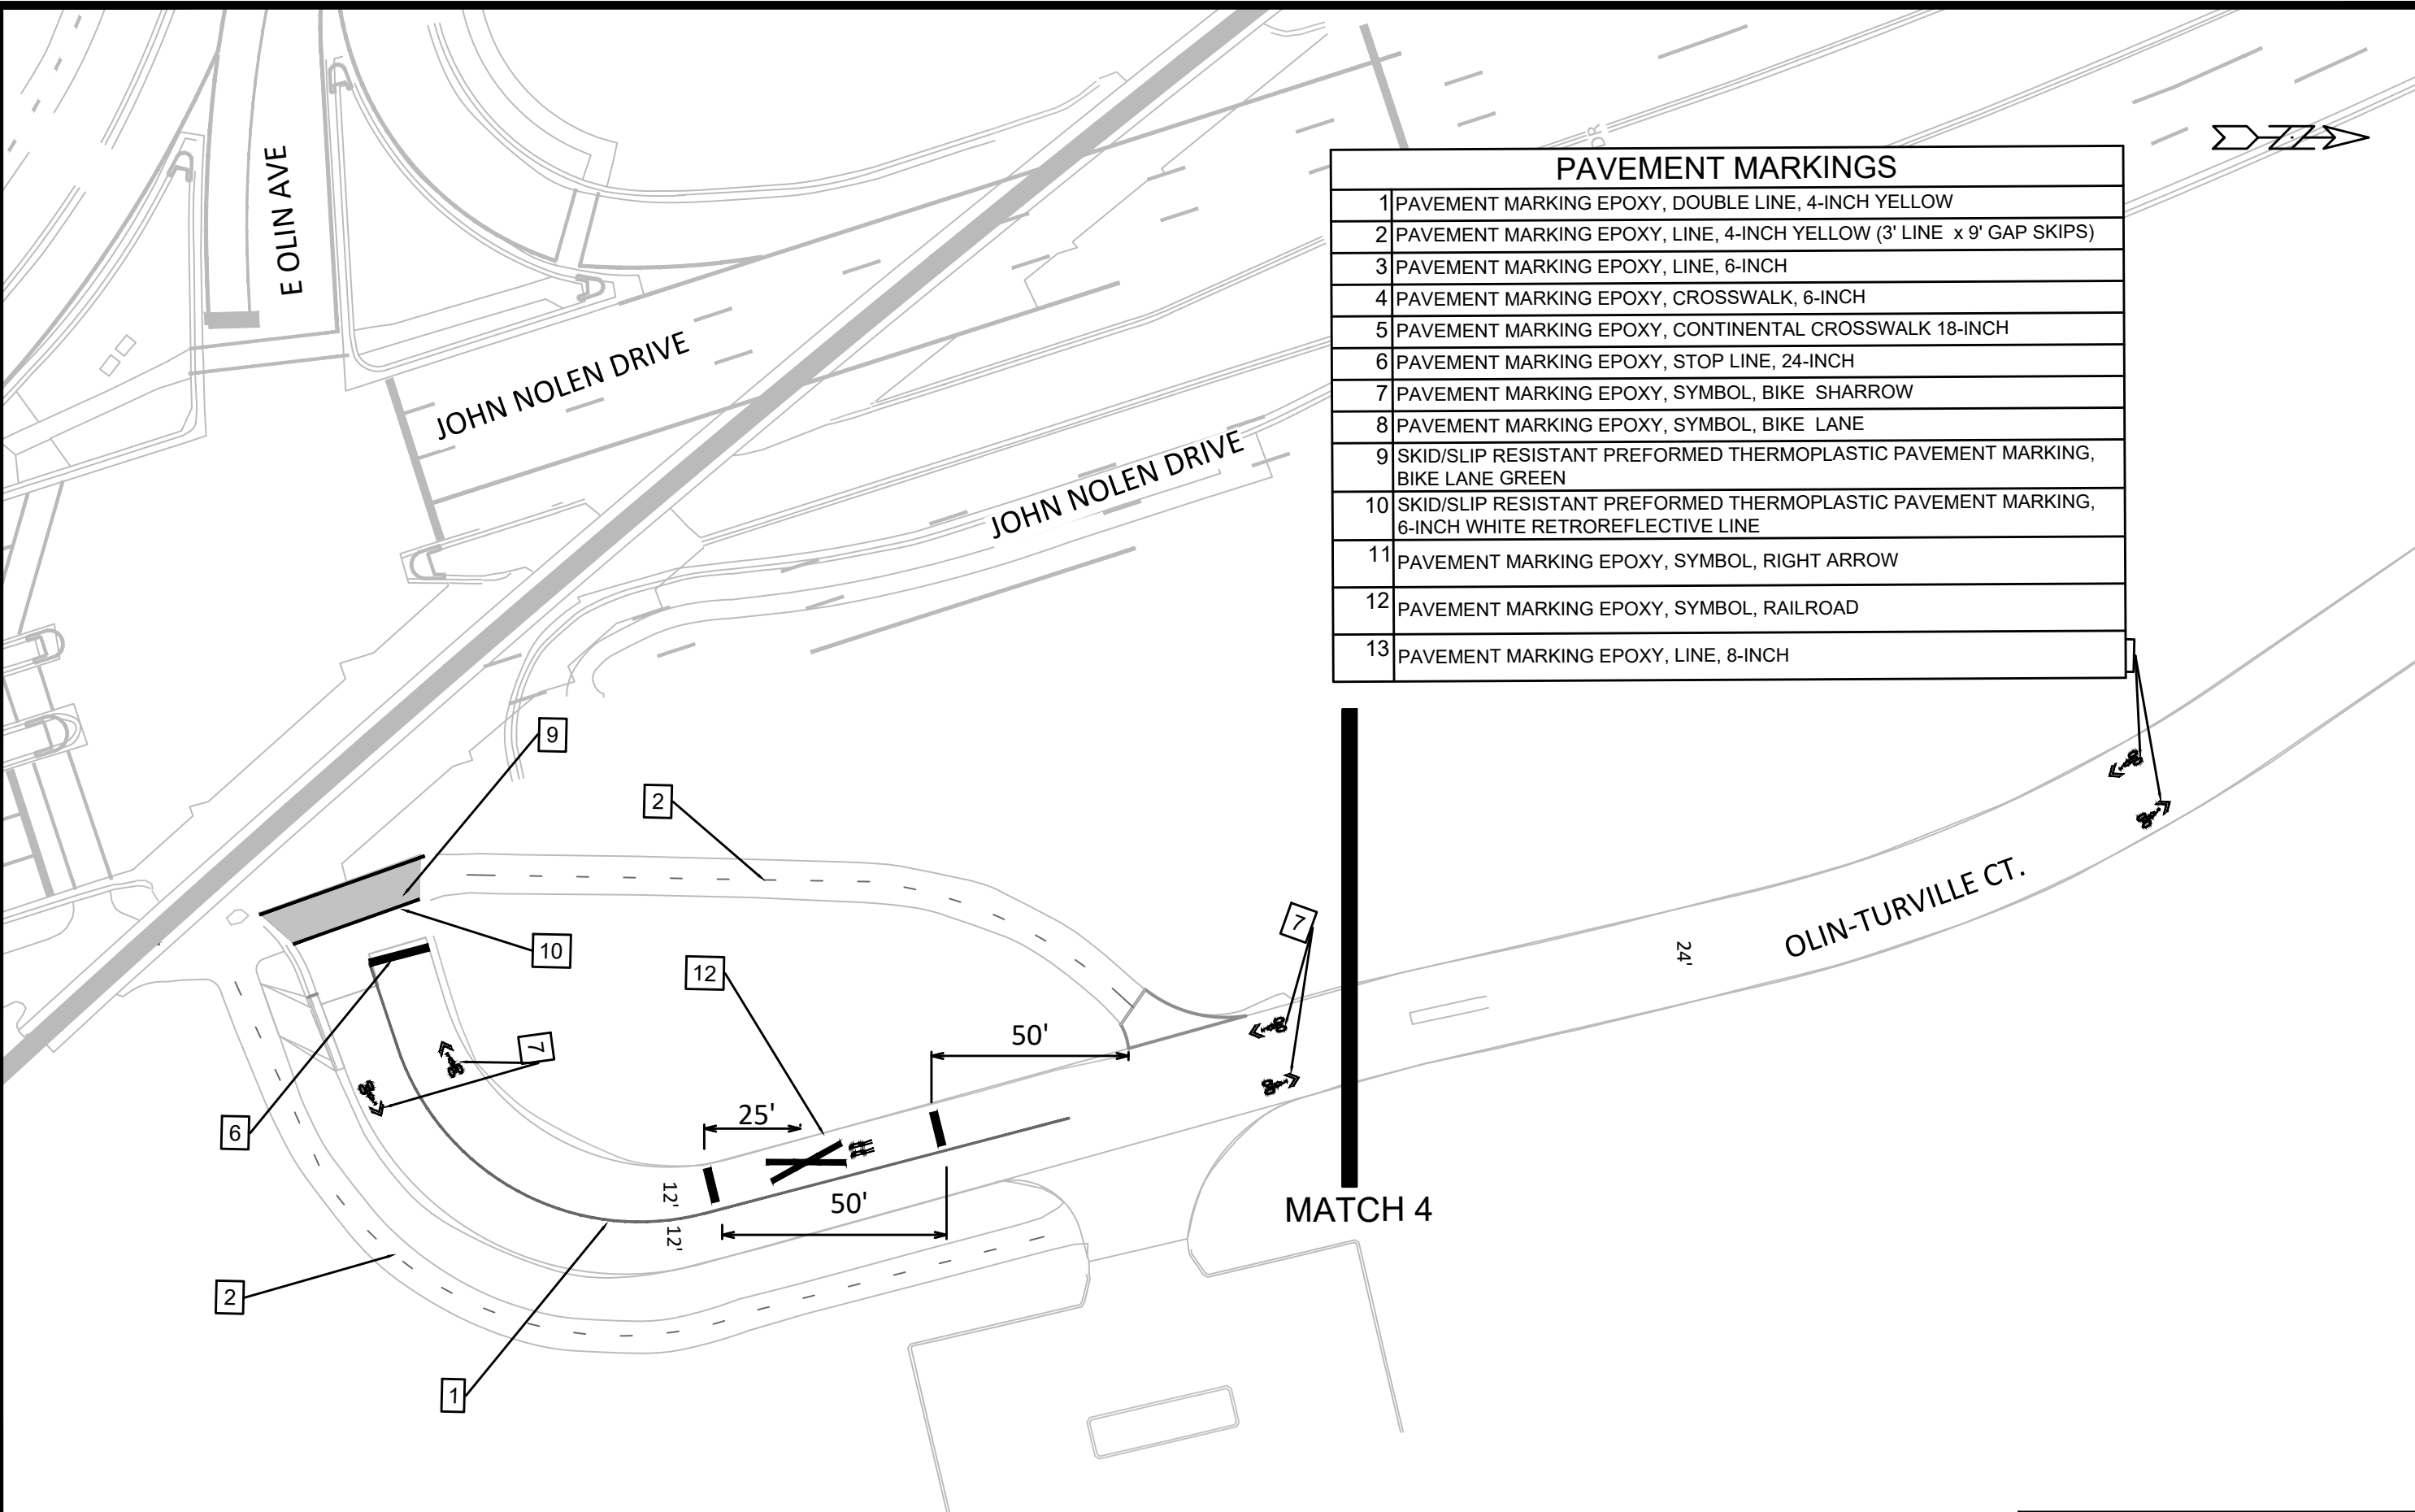 E OLIN AVE
JOHN NOLEN DRIVE
JOHN NOLEN DRIVE
DR
N
PAVEMENT MARKINGS
1 PAVEMENT MARKING EPOXY, DOUBLE LINE, 4-INCH YELLOW
2 PAVEMENT MARKING EPOXY, LINE, 4-INCH YELLOW (3' LINE x 9' GAP SKIPS)
3 PAVEMENT MARKING EPOXY, LINE, 6-INCH
4 PAVEMENT MARKING EPOXY, CROSSWALK, 6-INCH
5 PAVEMENT MARKING EPOXY, CONTINENTAL CROSSWALK 18-INCH
6 PAVEMENT MARKING EPOXY, STOP LINE, 24-INCH
7 PAVEMENT MARKING EPOXY, SYMBOL, BIKE SHARROW
8 PAVEMENT MARKING EPOXY, SYMBOL, BIKE LANE
9 SKID/SLIP RESISTANT PREFORMED THERMOPLASTIC PAVEMENT MARKING,
BIKE LANE GREEN
10 SKID/SLIP RESISTANT PREFORMED THERMOPLASTIC PAVEMENT MARKING,
6-INCH WHITE RETROREFLECTIVE LINE
11 PAVEMENT MARKING EPOXY, SYMBOL, RIGHT ARROW
12 PAVEMENT MARKING EPOXY, SYMBOL, RAILROAD
13 PAVEMENT MARKING EPOXY, LINE, 8-INCH
9
2
10
12
7
7
6
2
1
25'
50'
50'
12'
12'
24'
OLIN-TURVILLE CT.
MATCH 4